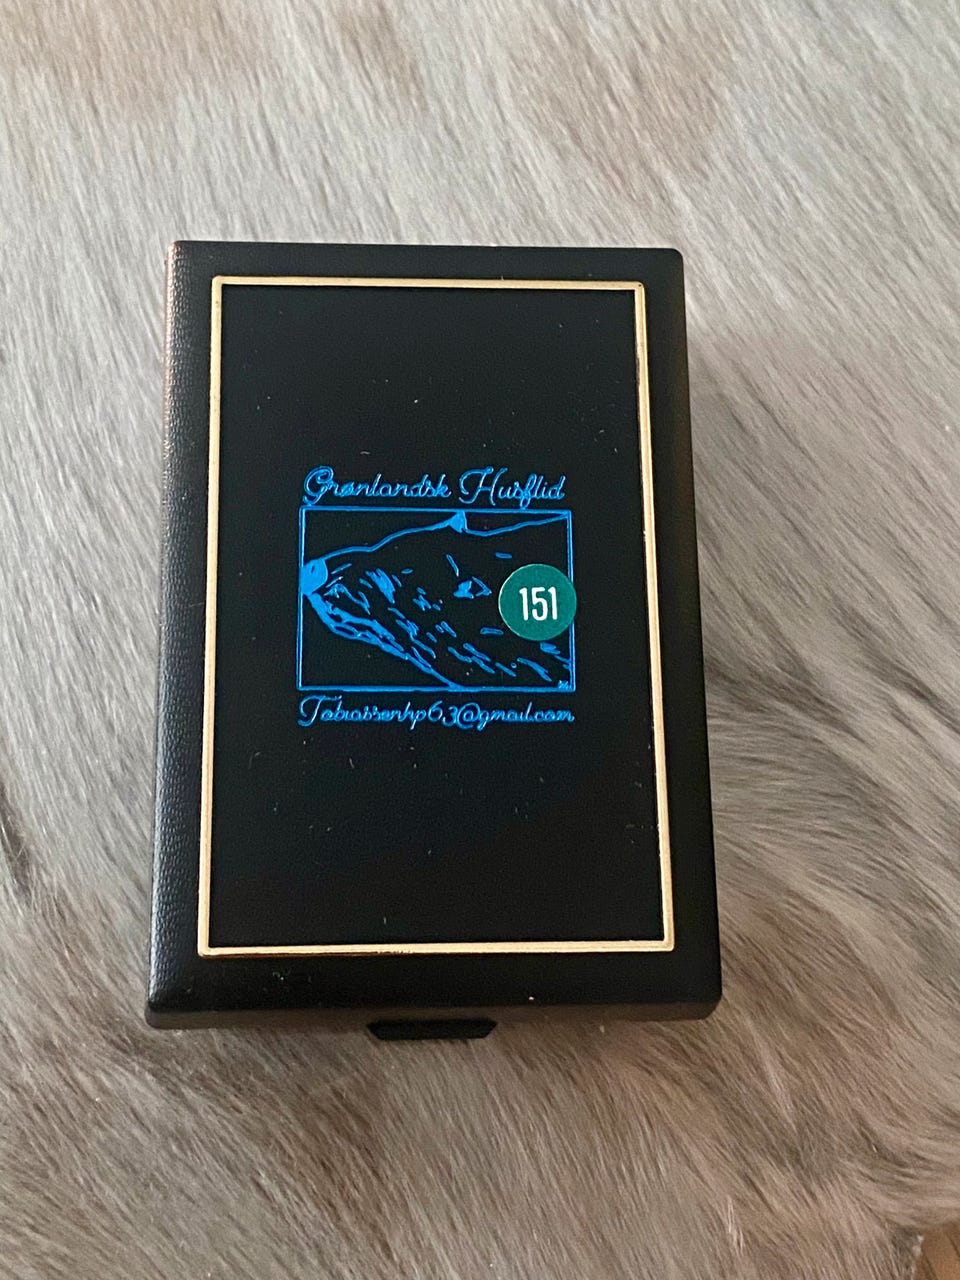 Grønlandsk Husflid
151
Tobiassenhp63@gmail.com